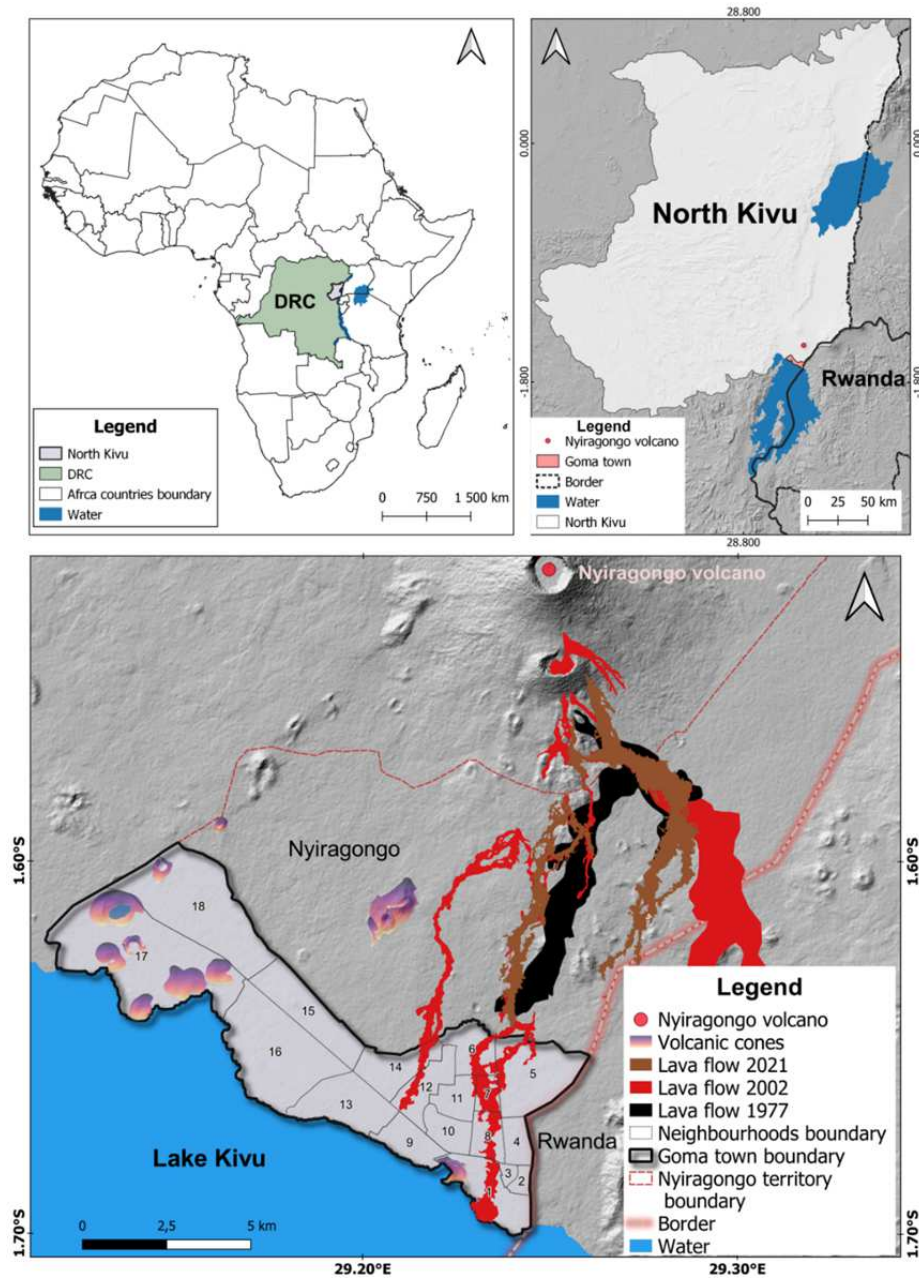 DRC
Legend
North Kivu
DRC
Afrca countries boundary
Water
0 750 1 500 km
28.800
0.000
0.000
North Kivu
Rwanda
-1.800
-1.800
Legend
Nyiragongo volcano
Goma town
Border
Water
North Kivu
0 25 50 km
28.800
Nyiragongo volcano
Nyiragongo
1.60°S
1.60°S
18
17
15
16
14
6
5
12
7
11
13
10
8
4
9
3
2
1
Rwanda
Lake Kivu
0 2,5 5 km
Legend
Nyiragongo volcano
Volcanic cones
Lava flow 2021
Lava flow 2002
Lava flow 1977
Neighbourhoods boundary
Goma town boundary
Nyiragongo territory
boundary
Border
Water
1.70°S
1.70°S
29.20°E
29.30°E